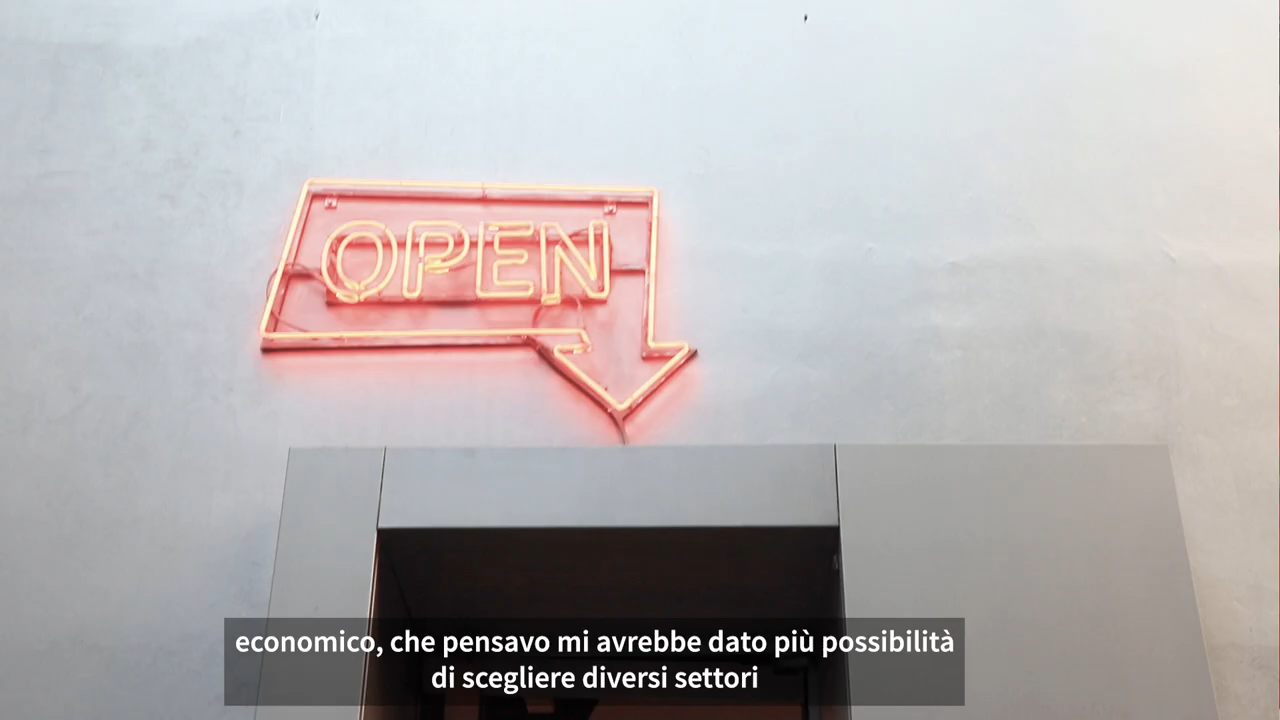 OPEN
economico, che pensavo mi avrebbe dato più possibilità
di scegliere diversi settori